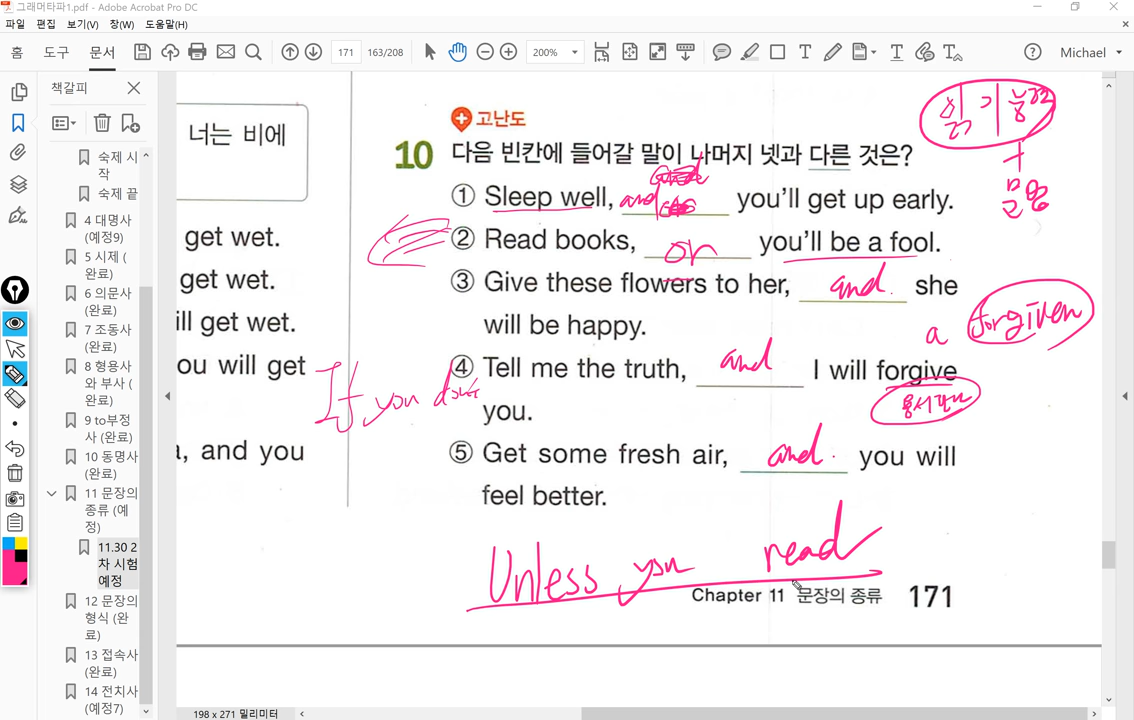 그래머타파1.pdf - Adobe Acrobat Pro DC
파일 편집 보기(V) 창(W) 도움말(H)
홈 도구 문서 171 163/208 200% Michael
책갈피
숙제 시작
숙제 끝
4 대명사 (예정9)
5 시제 (완료)
6 의문사 (완료)
7 조동사 (완료)
8 형용사와 부사 (완료)
9 to부정사 (완료)
10 동명사 (완료)
11 문장의 종류 (예정)
11.30 2차 시험 예정
12 문장의 형식 (완료)
13 접속사 (완료)
14 전치사 (예정7)
너는 비에
get wet.
get wet.
ill get wet.
ou will get
a, and you
고난도
10 다음 빈칸에 들어갈 말이 나머지 넷과 다른 것은?
① Sleep well, and you'll get up early.
② Read books, or you'll be a fool.
③ Give these flowers to her, and she
will be happy.
④ Tell me the truth, and I will forgive
you.
⑤ Get some fresh air, and you will
feel better.
읽기능력
+
문맹
a forgiven
용서하다
If you don't
Unless you read
Chapter 11 문장의 종류 171
198 x 271 밀리미터